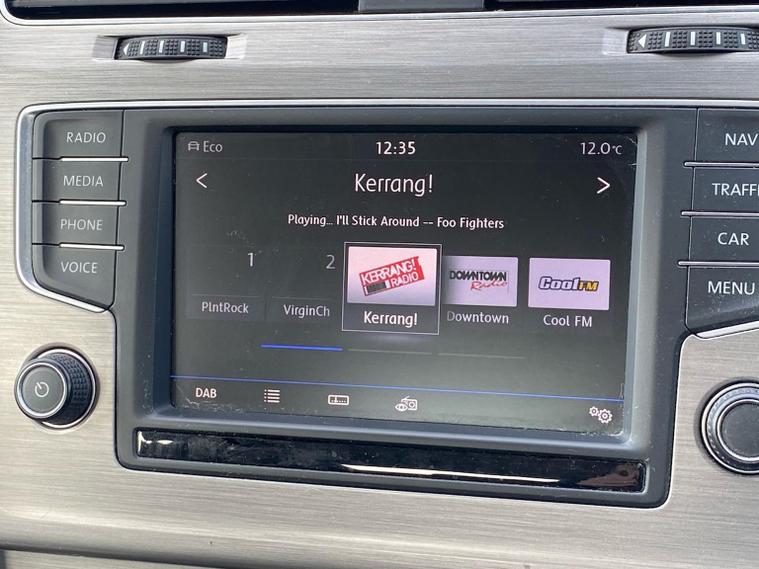 RADIO
MEDIA
PHONE
VOICE
Eco
12:35
12.0°C
Kerrang!
Playing... I'll Stick Around -- Foo Fighters
1
2
KERRANG! RADIO
DOWNTOWN
Radio
Cool FM
PlntRock
VirginCh
Kerrang!
Downtown
Cool FM
DAB
NAV
TRAFFI
CAR
MENU